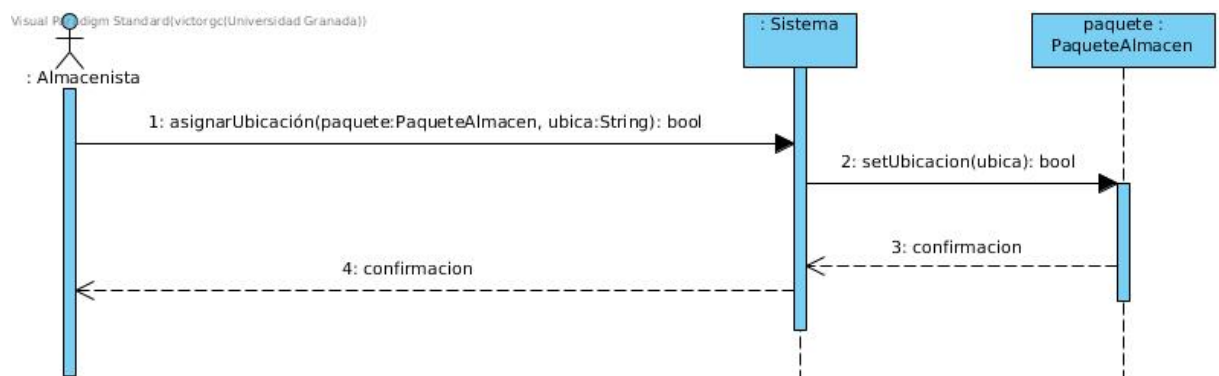 Visual Paradigm Standard(victorgc(Universidad Granada))
: Almacenista
: Sistema
paquete :
PaqueteAlmacen
1: asignarUbicación(paquete:PaqueteAlmacen, ubica:String): bool
2: setUbicacion(ubica): bool
3: confirmacion
4: confirmacion